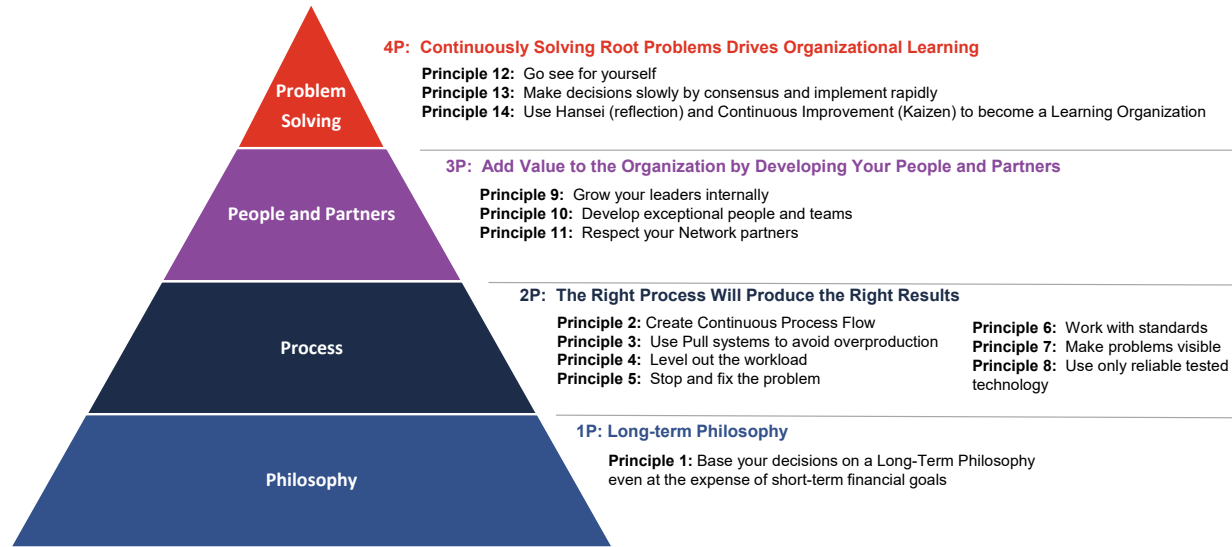 4P: Continuously Solving Root Problems Drives Organizational Learning
Principle 12: Go see for yourself
Principle 13: Make decisions slowly by consensus and implement rapidly
Principle 14: Use Hansei (reflection) and Continuous Improvement (Kaizen) to become a Learning Organization
Problem
Solving
3P: Add Value to the Organization by Developing Your People and Partners
Principle 9: Grow your leaders internally
Principle 10: Develop exceptional people and teams
Principle 11: Respect your Network partners
People and Partners
2P: The Right Process Will Produce the Right Results
Principle 2: Create Continuous Process Flow
Principle 3: Use Pull systems to avoid overproduction
Principle 4: Level out the workload
Principle 5: Stop and fix the problem
Principle 6: Work with standards
Principle 7: Make problems visible
Principle 8: Use only reliable tested
technology
Process
1P: Long-term Philosophy
Principle 1: Base your decisions on a Long-Term Philosophy
even at the expense of short-term financial goals
Philosophy